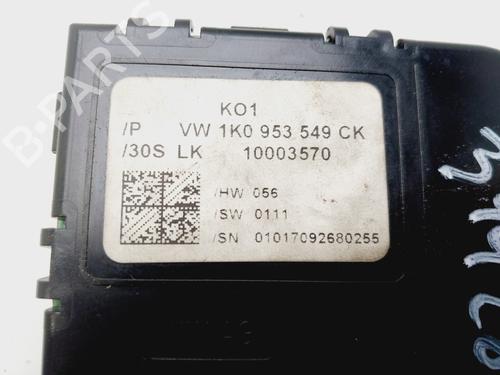 KO1
/P VW 1K0 953 549 CK
/30S LK 10003570
/HW 056
/SW 0111
/SN 01017092680255
B-PARTS